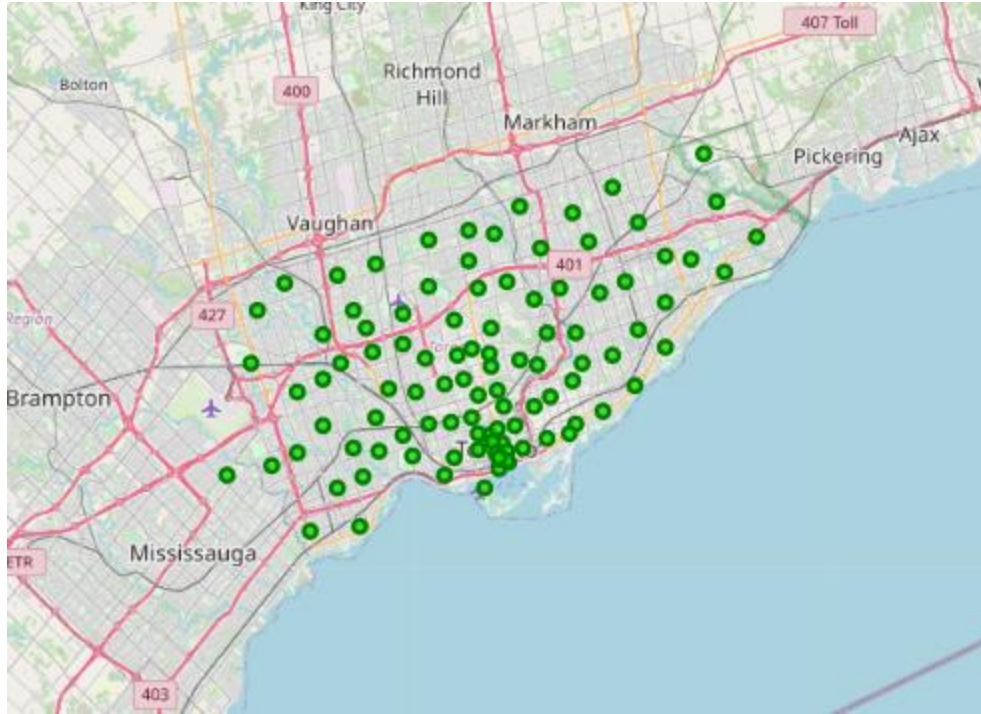 King City
407 Toll
Bolton
400
Richmond
Hill
Markham
Ajax
Pickering
Vaughan
401
427
Region
Brampton
Mississauga
ETR
403